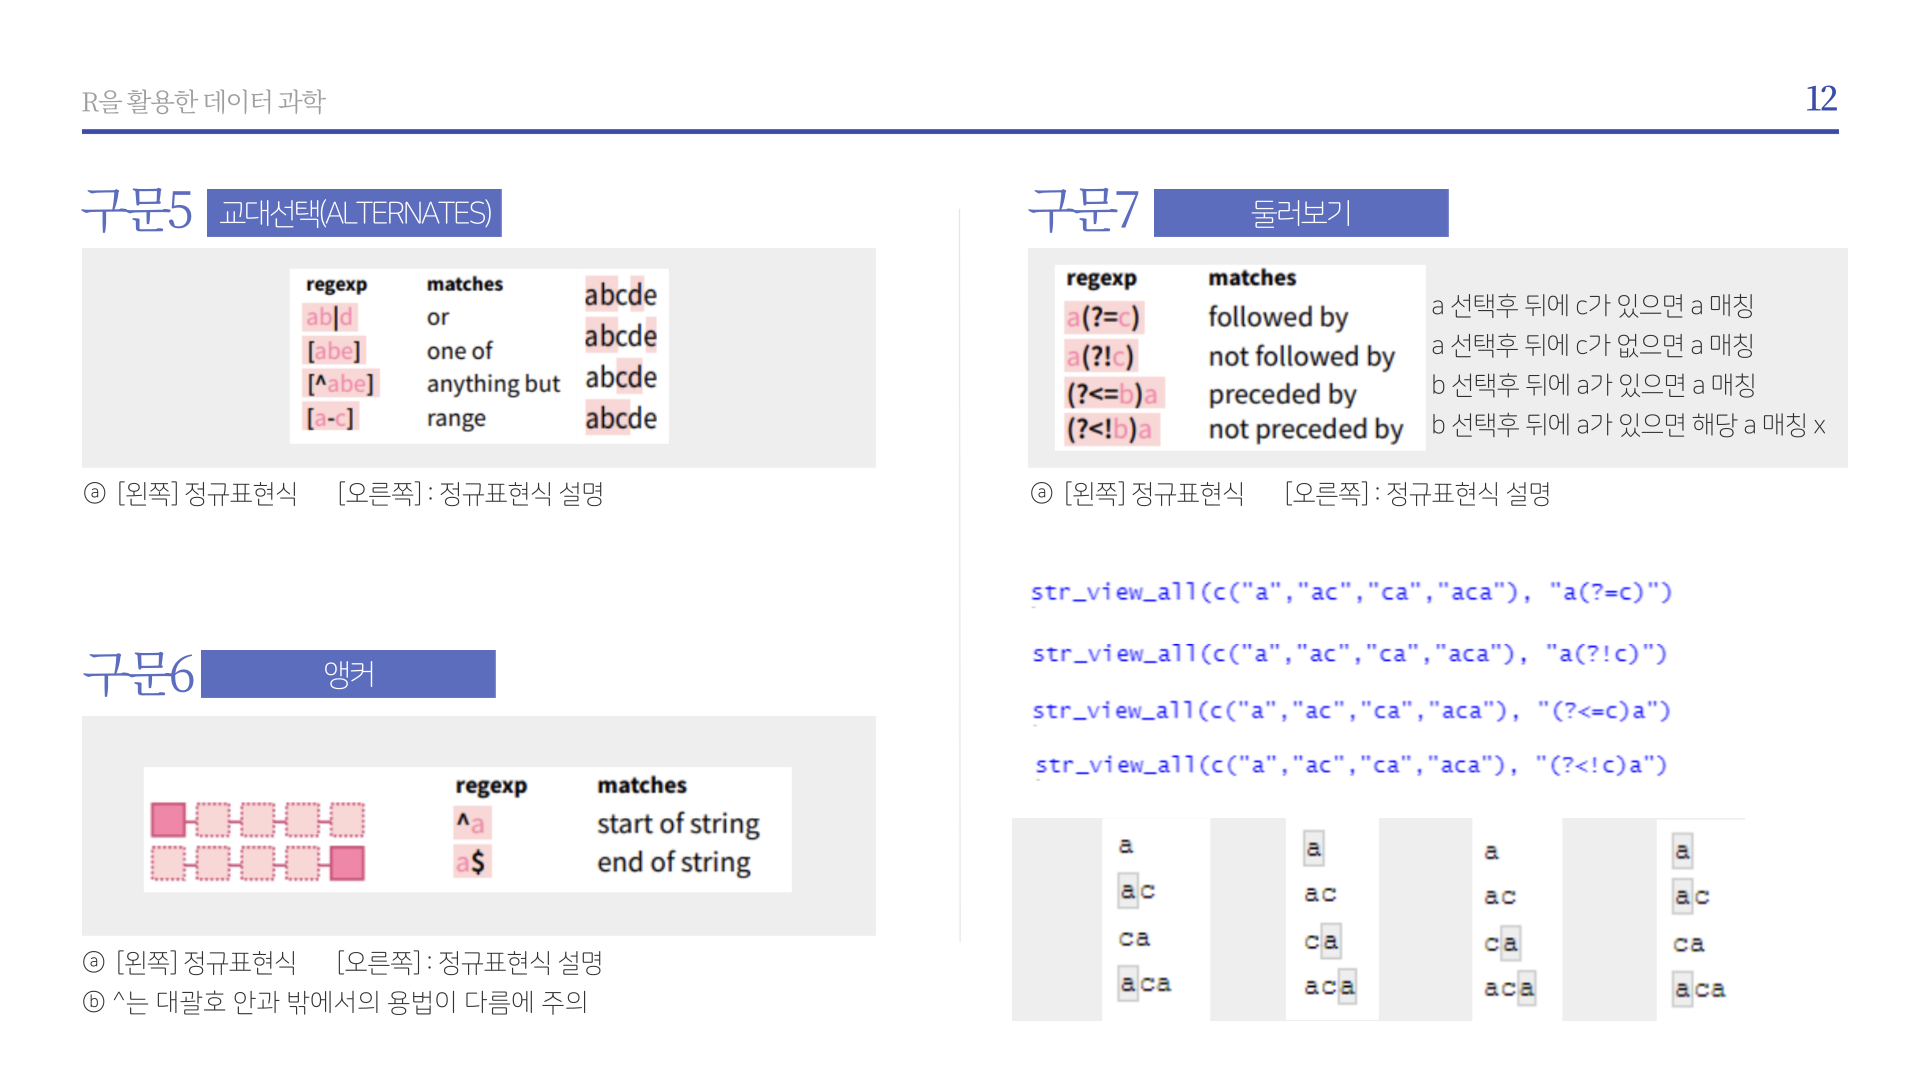 R을 활용한 데이터 과학
12
구문5 교대선택(ALTERNATES)
regexp matches
ab|d or abcde
[abe] one of abcde
[^abe] anything but abcde
[a-c] range abcde
ⓐ [왼쪽] 정규표현식 [오른쪽] : 정규표현식 설명
구문6 앵커
regexp matches
^a start of string
a$ end of string
ⓐ [왼쪽] 정규표현식 [오른쪽] : 정규표현식 설명
ⓑ ^는 대괄호 안과 밖에서의 용법이 다름에 주의
구문7 둘러보기
regexp matches
a(?=c) followed by a 선택후 뒤에 c가 있으면 a 매칭
a(?!c) not followed by a 선택후 뒤에 c가 없으면 a 매칭
(?<=b)a preceded by b 선택후 뒤에 a가 있으면 a 매칭
(?<!b)a not preceded by b 선택후 뒤에 a가 있으면 해당 a 매칭 x
ⓐ [왼쪽] 정규표현식 [오른쪽] : 정규표현식 설명
str_view_all(c("a","ac","ca","aca"), "a(?=c)")
str_view_all(c("a","ac","ca","aca"), "a(?!c)")
str_view_all(c("a","ac","ca","aca"), "(?<=c)a")
str_view_all(c("a","ac","ca","aca"), "(?<!c)a")
a a a a
ac ac ac ac
ca ca ca ca
aca aca aca aca